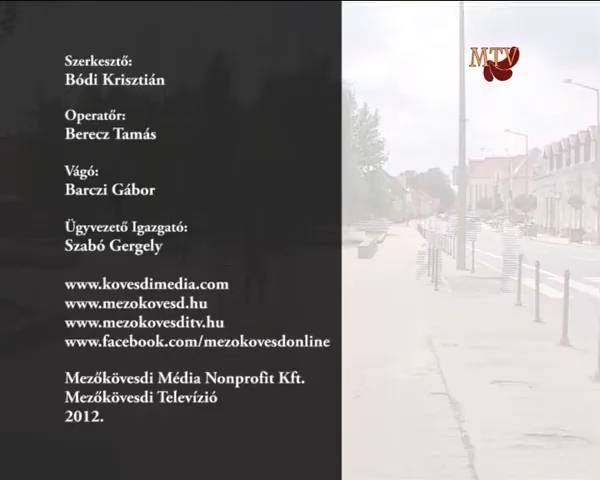 MTV
Szerkesztő:
Bódi Krisztián
Operatőr:
Berecz Tamás
Vágó:
Barczi Gábor
Ügyvezető Igazgató:
Szabó Gergely
www.kovesdimedia.com
www.mezokovesd.hu
www.mezokovesditv.hu
www.facebook.com/mezokovesdonline
Mezőkövesdi Média Nonprofit Kft.
Mezőkövesdi Televízió
2012.